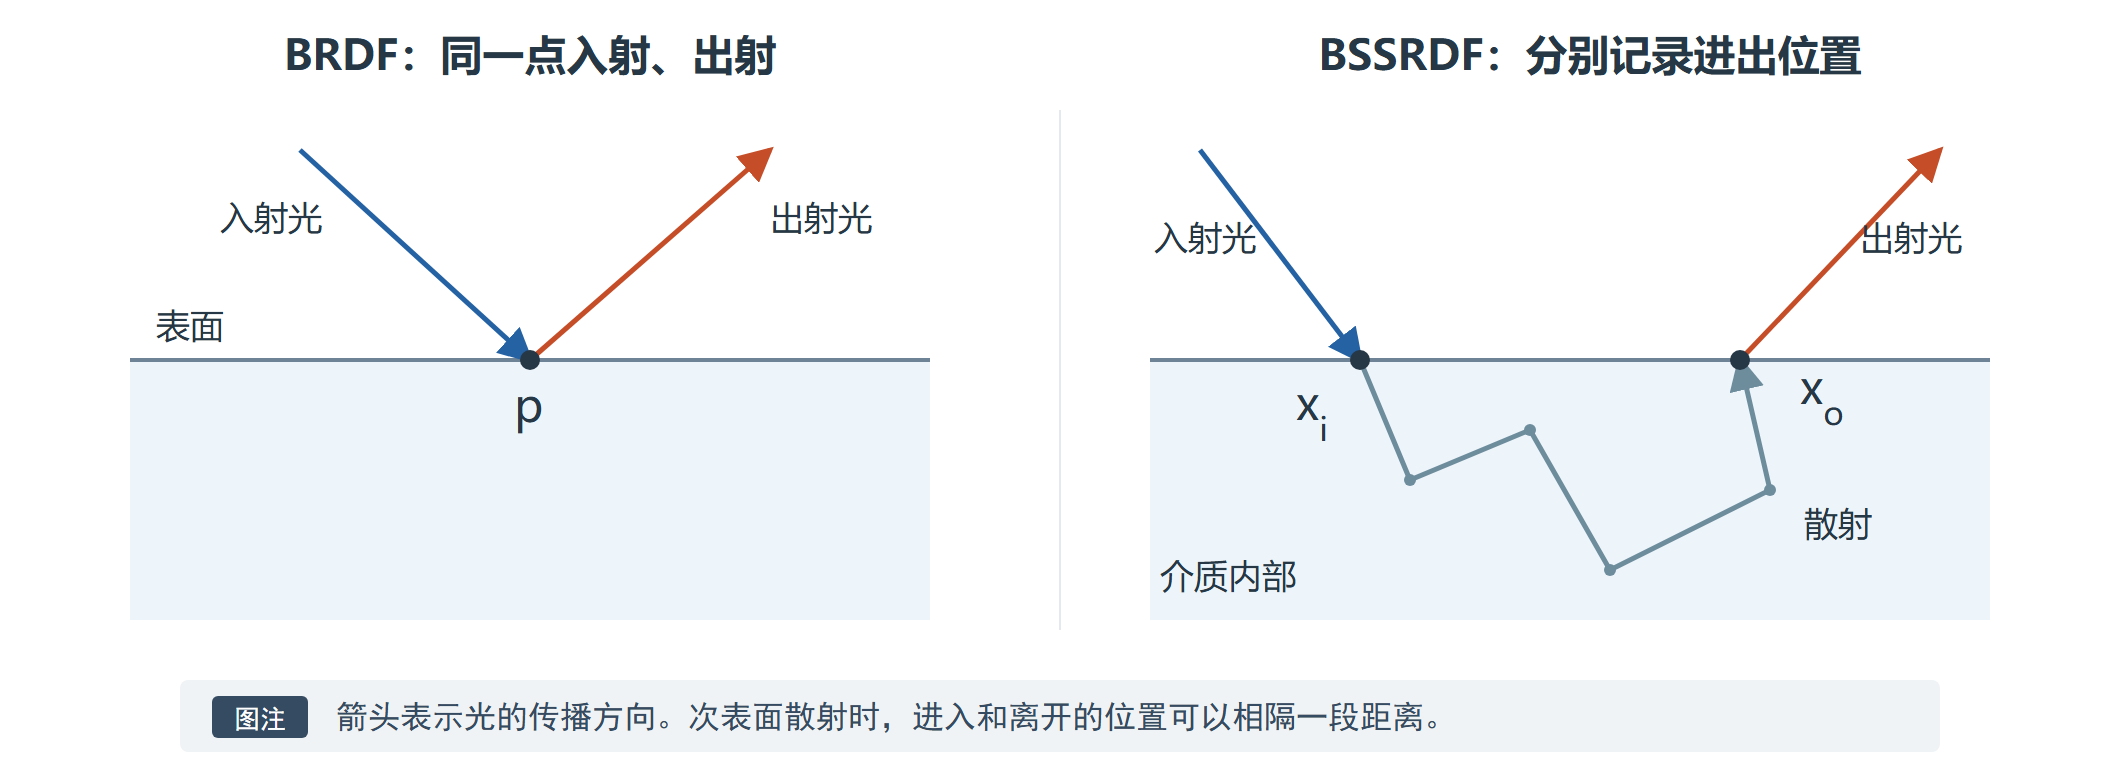 BRDF：同一点入射、出射
入射光
出射光
表面
p
BSSRDF：分别记录进出位置
入射光
出射光
xi
xo
散射
介质内部
图注 箭头表示光的传播方向。次表面散射时，进入和离开的位置可以相隔一段距离。